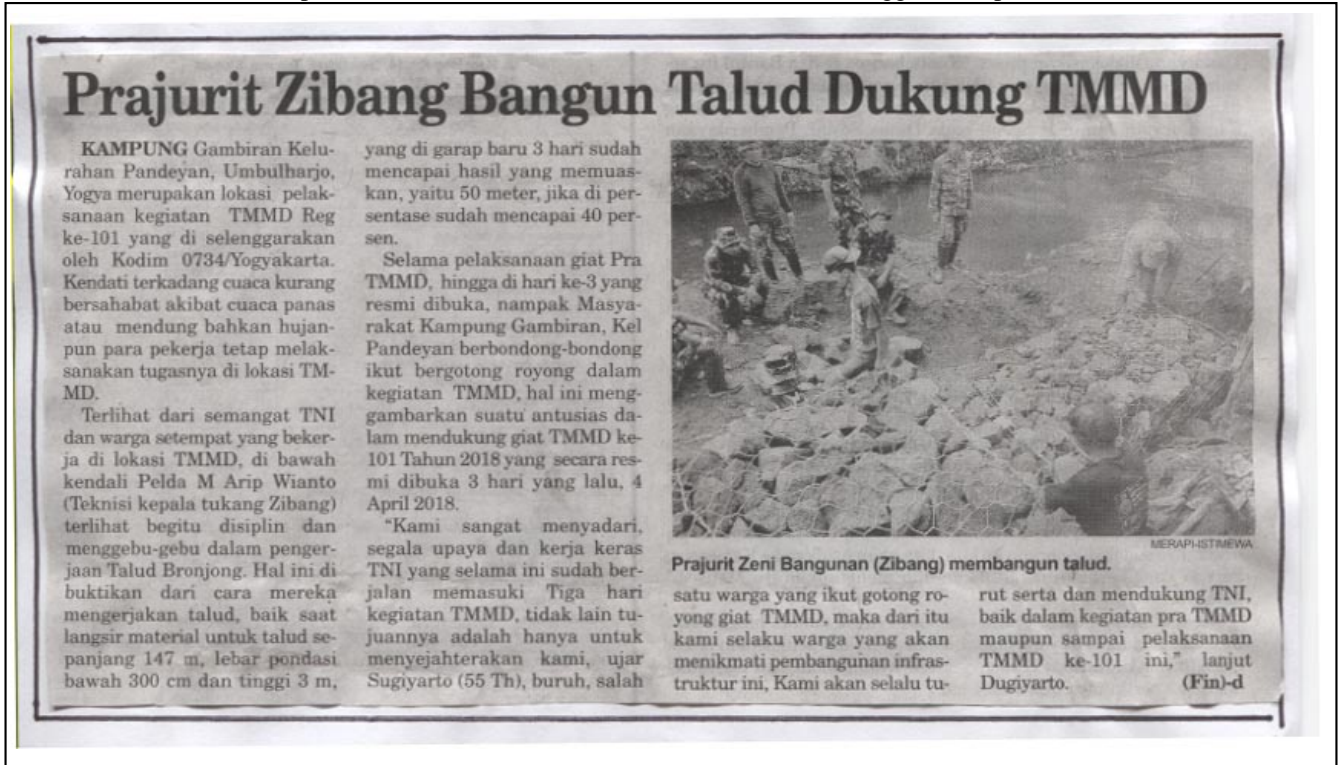 Prajurit Zibang Bangun Talud Dukung TMMD
KAMPUNG Gambiran Kelu-
rahan Pandeyan, Umbulharjo,
Yogya merupakan lokasi pelak-
sanaan kegiatan TMMD Reg
ke-101 yang di selenggarakan
oleh Kodim 0734/Yogyakarta.
Kendati terkadang cuaca kurang
bersahabat akibat cuaca panas
atau mendung bahkan hujan-
pun para pekerja tetap melak-
sanakan tugasnya di lokasi TM-
MD.
Terlihat dari semangat TNI
dan warga setempat yang beker-
ja di lokasi TMMD, di bawah
kendali Pelda M Arip Wianto
(Teknisi kepala tukang Zibang)
terlihat begitu disiplin dan
menggebu-gebu dalam penger-
jaan Talud Bronjong. Hal ini di
buktikan dari cara mereka
mengerjakan talud, baik saat
langsir material untuk talud se-
panjang 147 m, lebar pondasi
bawah 300 cm dan tinggi 3 m,
yang di garap baru 3 hari sudah
mencapai hasil yang memuas-
kan, yaitu 50 meter, jika di per-
sentase sudah mencapai 40 per-
sen.
Selama pelaksanaan giat Pra
TMMD, hingga di hari ke-3 yang
resmi dibuka, nampak Masya-
rakat Kampung Gambiran, Kel
Pandeyan berbondong-bondong
ikut bergotong royong dalam
kegiatan TMMD, hal ini meng-
gambarkan suatu antusias da-
lam mendukung giat TMMD ke-
101 Tahun 2018 yang secara res-
mi dibuka 3 hari yang lalu, 4
April 2018.
"Kami sangat menyadari,
segala upaya dan kerja keras
TNI yang selama ini sudah ber-
jalan memasuki Tiga hari
kegiatan TMMD, tidak lain tu-
juannya adalah hanya untuk
menyejahterakan kami, ujar
Sugiyarto (55 Th), buruh, salah
MERAPI-ISTIMEWA
Prajurit Zeni Bangunan (Zibang) membangun talud.
satu warga yang ikut gotong ro-
yong giat TMMD, maka dari itu
kami selaku warga yang akan
menikmati pembangunan infras-
truktur ini, Kami akan selalu tu-
rut serta dan mendukung TNI,
baik dalam kegiatan pra TMMD
maupun sampai pelaksanaan
TMMD ke-101 ini," lanjut
Dugiyarto. (Fin)-d